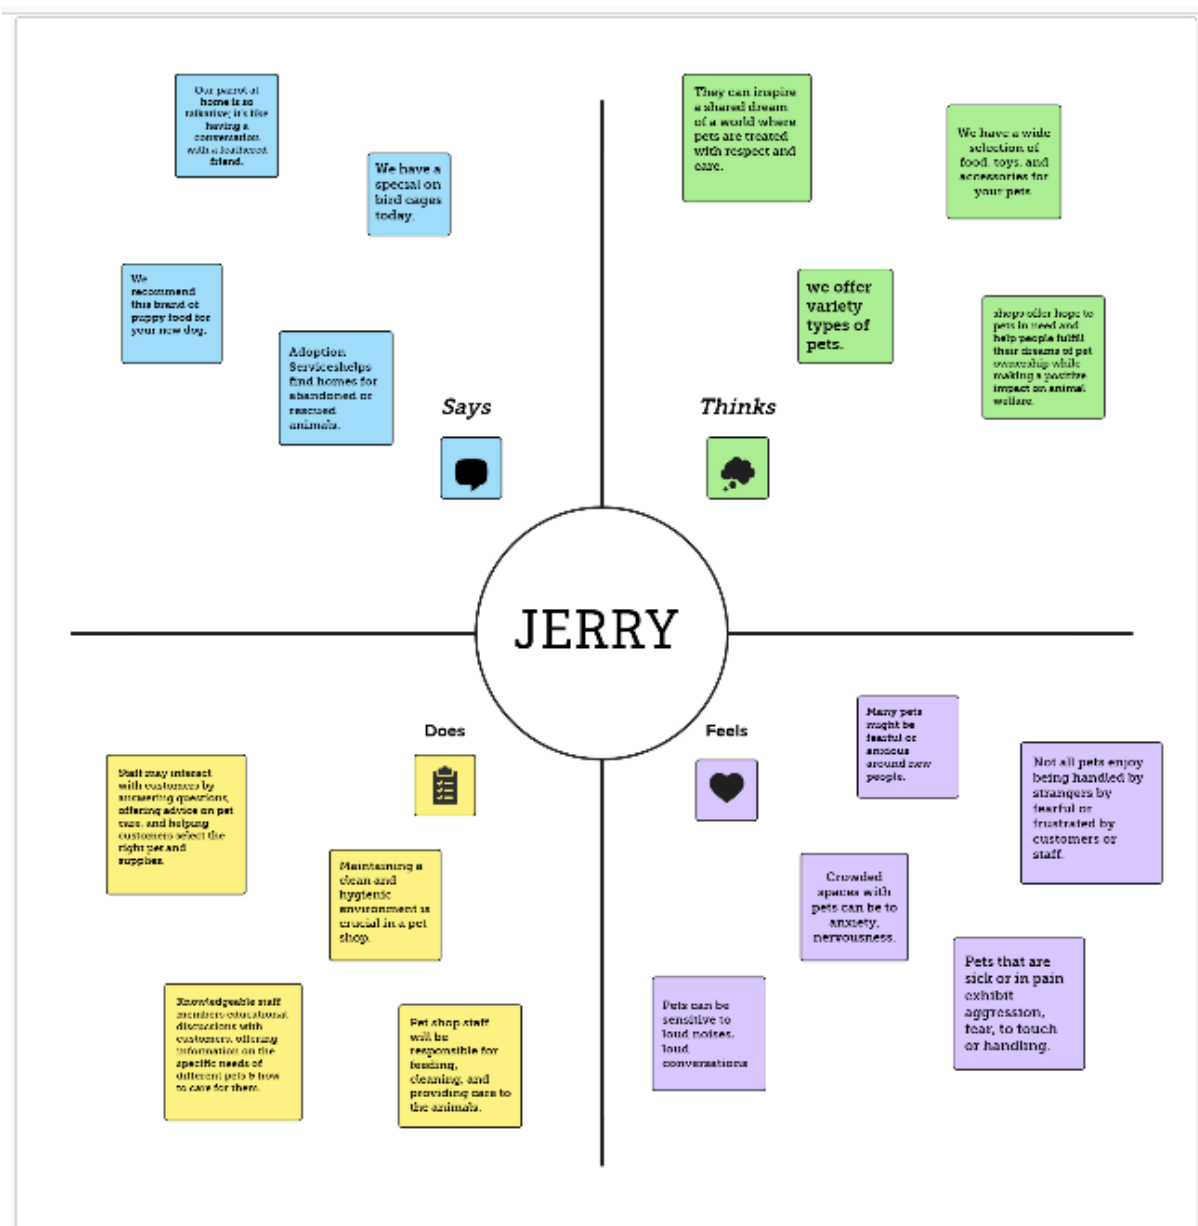 Our parrot at
home is so
talkative; it's like
having a
conversation
with a feathered
friend.
We have a
special on
bird cages
today.
We
recommend
this brand of
puppy food for
your new dog.
Adoption
Serviceshelps
find homes for
abandoned or
rescued
animals.
Says
They can inspire
a shared dream
of a world where
pets are treated
with respect and
care.
We have a wide
selection of
food, toys, and
accessories for
your pets
we offer
variety
types of
pets.
shops offer hope to
pets in need and
help people fulfill
their dreams of pet
ownership while
making a positive
impact on animal
welfare.
Thinks
JERRY
Does
Staff may interact
with customers by
answering questions,
offering advice on pet
care, and helping
customers select the
right pet and
supplies.
Maintaining a
clean and
hygienic
environment is
crucial in a pet
shop.
Knowledgeable staff
members educational
discussions with
customers, offering
information on the
specific needs of
different pets & how
to care for them.
Pet shop staff
will be
responsible for
feeding,
cleaning, and
providing care to
the animals.
Feels
Many pets
might be
fearful or
anxious
around new
people.
Not all pets enjoy
being handled by
strangers by
fearful or
frustrated by
customers or
staff.
Crowded
spaces with
pets can be to
anxiety,
nervousness.
Pets can be
sensitive to
loud noises,
loud
conversations
Pets that are
sick or in pain
exhibit
aggression,
fear, to touch
or handling.